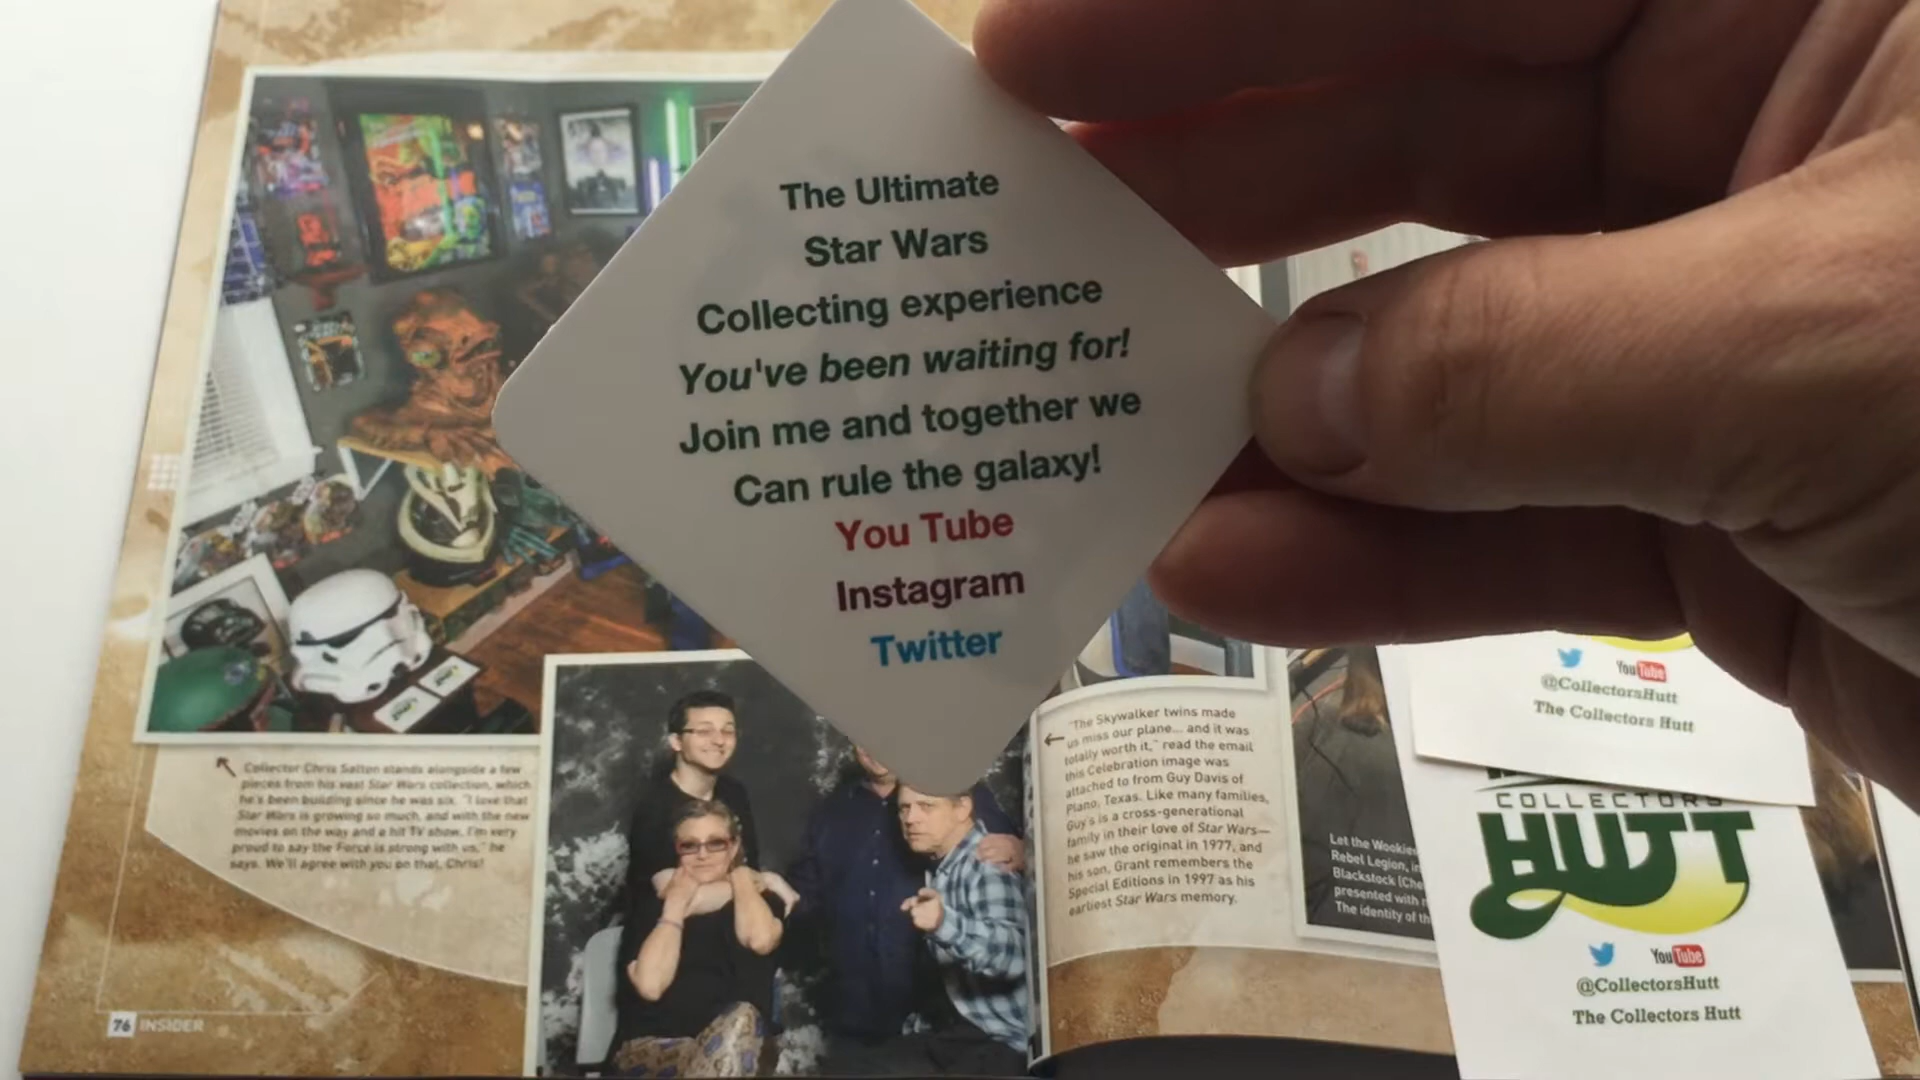 The Ultimate
Star Wars
Collecting experience
You've been waiting for!
Join me and together we
Can rule the galaxy!
You Tube
Instagram
Twitter
Collector Chris Salton stands alongside a few
pieces from his vast Star Wars collection, which
he's been building since he was six. "I love that
Star Wars is growing so much, and with the new
movies on the way and a hit TV show, I'm very
proud to say the Force is strong with us," he
says. We'll agree with you on that, Chris!
"The Skywalker twins made
us miss our plane... and it was
totally worth it," read the email
this Celebration image was
attached to from Guy Davis of
Plano, Texas. Like many families,
Guy's is a cross-generational
family in their love of Star Wars—
he saw the original in 1977, and
his son, Grant remembers the
Special Editions in 1997 as his
earliest Star Wars memory.
Let the Wookie
Rebel Legion, in
Blackstock (Che
presented with
The identity of th
YouTube
@CollectorsHutt
The Collectors Hutt
COLLECTORS
HUTT
YouTube
@CollectorsHutt
The Collectors Hutt
76 INSIDER